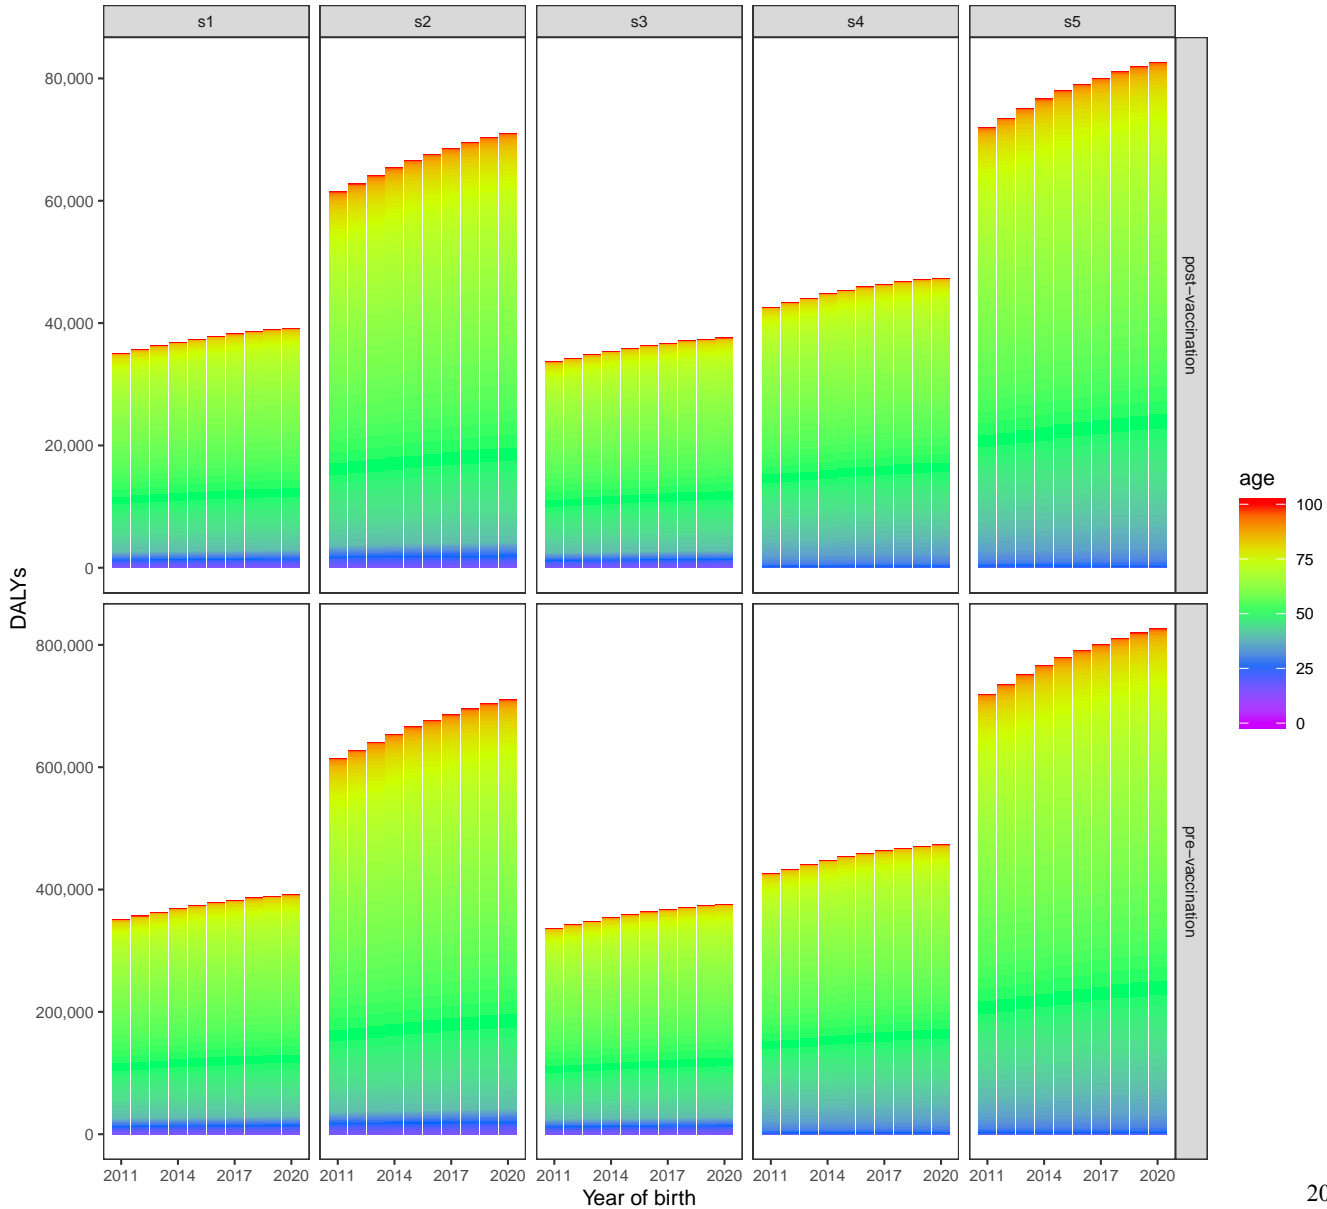 s1 s2 s3 s4 s5
80,000
60,000
40,000
20,000
0
post−vaccination
DALYs
800,000
600,000
400,000
200,000
0
pre−vaccination
2011 2014 2017 2020 2011 2014 2017 2020 2011 2014 2017 2020 2011 2014 2017 2020 2011 2014 2017 2020
Year of birth
age
100
75
50
25
0
20